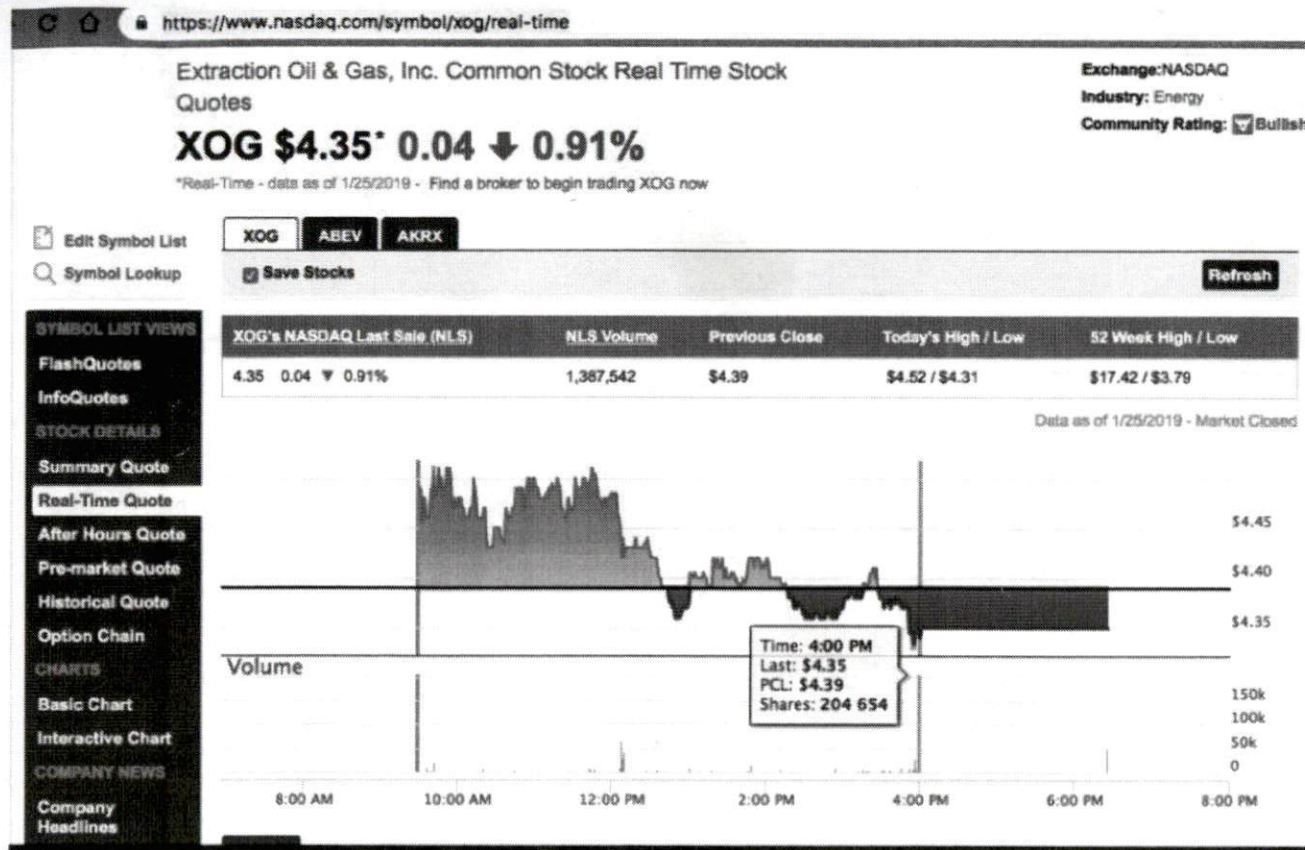 https://www.nasdaq.com/symbol/xog/real-time
Extraction Oil & Gas, Inc. Common Stock Real Time Stock
Quotes
XOG $4.35* 0.04 0.91%
*Real-Time - data as of 1/25/2019 - Find a broker to begin trading XOG now
Exchange:NASDAQ
Industry: Energy
Community Rating: Bullish
Edit Symbol List
Symbol Lookup
XOG ABEV AKRX
Save Stocks
Refresh
SYMBOL LIST VIEWS
FlashQuotes
InfoQuotes
STOCK DETAILS
Summary Quote
Real-Time Quote
After Hours Quote
Pre-market Quote
Historical Quote
Option Chain
CHARTS
Basic Chart
Interactive Chart
COMPANY NEWS
Company
Headlines
XOG's NASDAQ Last Sale (NLS) NLS Volume Previous Close Today's High / Low 52 Week High / Low
4.35 0.04 ▼ 0.91% 1,387,542 $4.39 $4.52 / $4.31 $17.42 / $3.79
Data as of 1/25/2019 - Market Closed
$4.45
$4.40
$4.35
Time: 4:00 PM
Last: $4.35
PCL: $4.39
Shares: 204 654
Volume
150k
100k
50k
0
8:00 AM 10:00 AM 12:00 PM 2:00 PM 4:00 PM 6:00 PM 8:00 PM